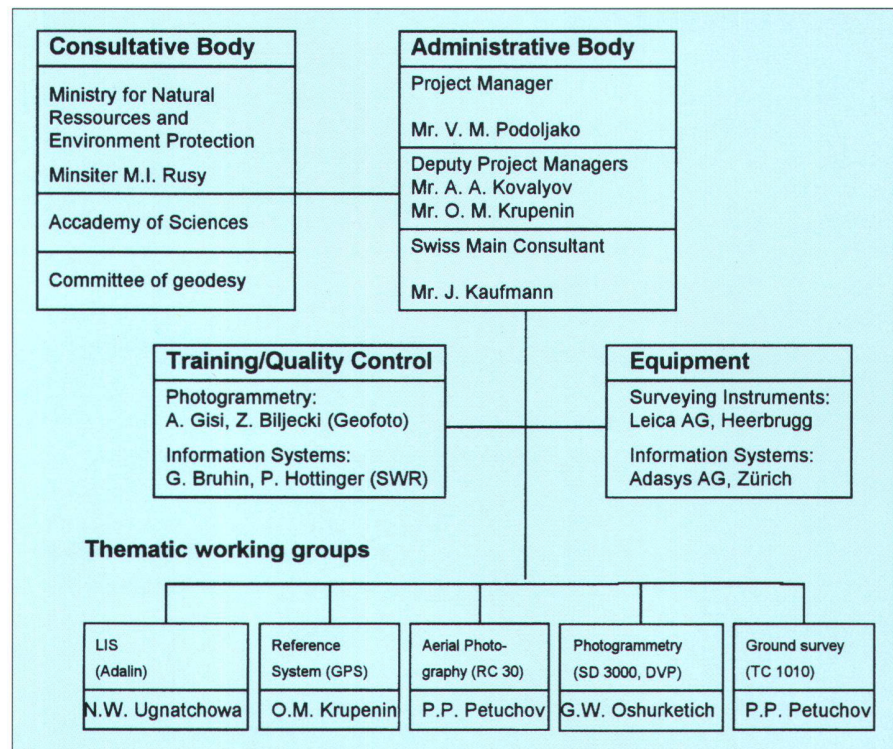 Consultative Body
Ministry for Natural
Ressources and
Environment Protection
Minsiter M.I. Rusy
Accademy of Sciences
Committee of geodesy
Administrative Body
Project Manager
Mr. V. M. Podoljako
Deputy Project Managers
Mr. A. A. Kovalyov
Mr. O. M. Krupenin
Swiss Main Consultant
Mr. J. Kaufmann
Training/Quality Control
Photogrammetry:
A. Gisi, Z. Biljecki (Geofoto)
Information Systems:
G. Bruhin, P. Hottinger (SWR)
Equipment
Surveying Instruments:
Leica AG, Heerbrugg
Information Systems:
Adasys AG, Zürich
Thematic working groups
LIS
(Adalin)
N.W. Ugnatchowa
Reference
System (GPS)
O.M. Krupenin
Aerial Photo-
graphy (RC 30)
P.P. Petuchov
Photogrammetry
(SD 3000, DVP)
G.W. Oshurketich
Ground survey
(TC 1010)
P.P. Petuchov